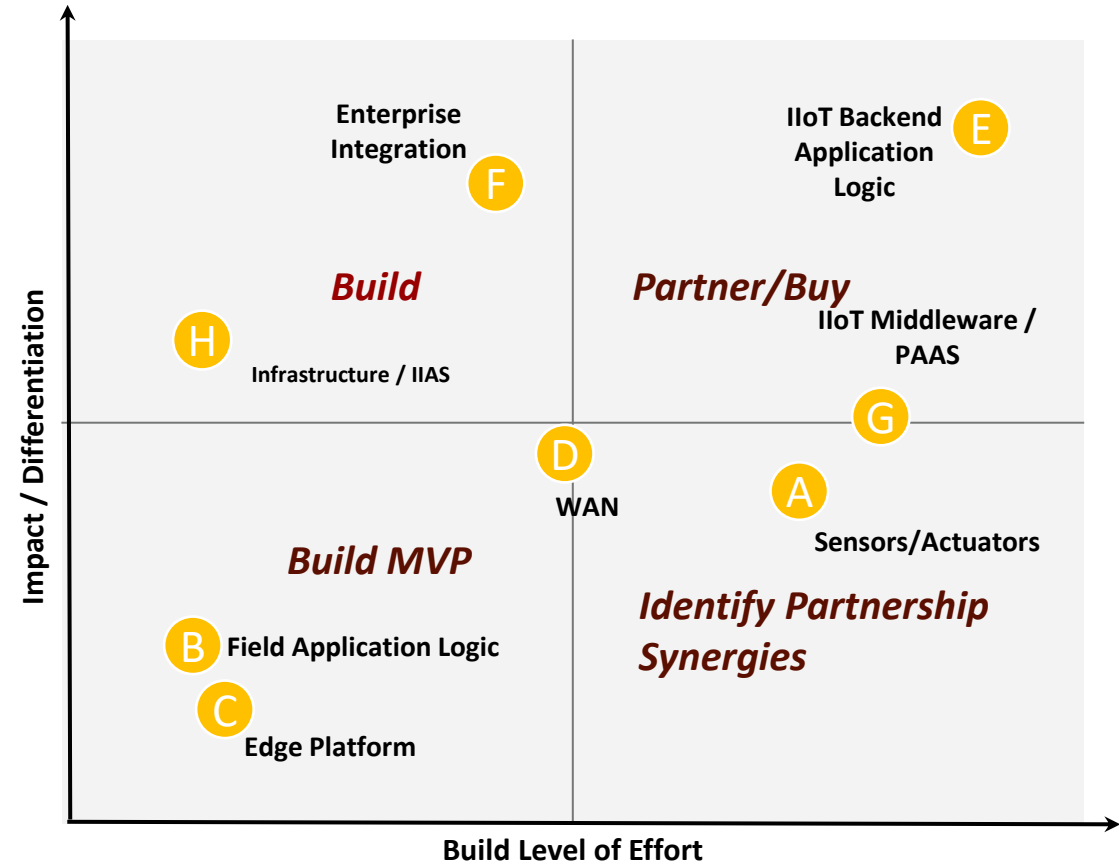 Enterprise
Integration
F
IIoT Backend
Application
Logic
E
Build
Partner/Buy
H
Infrastructure / IIAS
IIoT Middleware /
PAAS
G
D
WAN
A
Sensors/Actuators
Build MVP
Identify Partnership
Synergies
B
Field Application Logic
C
Edge Platform
Impact / Differentiation
Build Level of Effort